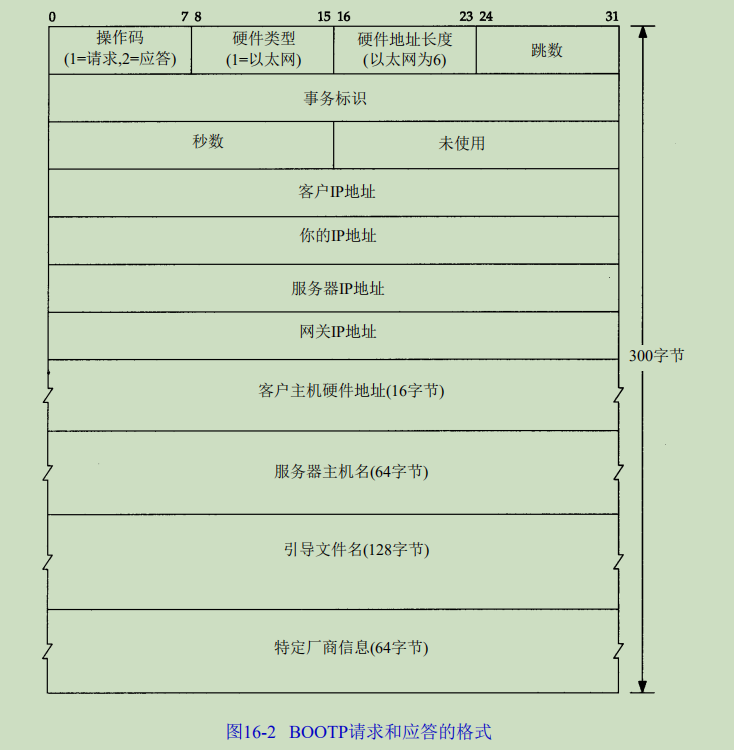 0 7 8 15 16 23 24 31
操作码 硬件类型 硬件地址长度 跳数
(1=请求,2=应答) (1=以太网) (以太网为6)
事务标识
秒数 未使用
客户IP地址
你的IP地址
服务器IP地址
网关IP地址
300字节
客户主机硬件地址(16字节)
服务器主机名(64字节)
引导文件名(128字节)
特定厂商信息(64字节)
图16-2 BOOTP请求和应答的格式